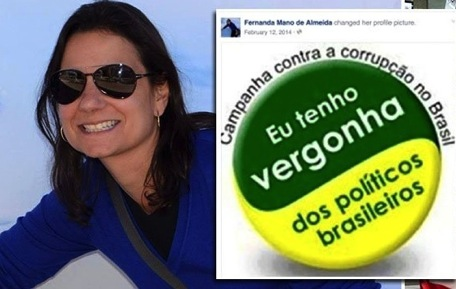 Fernanda Mano de Almeida changed her profile picture.
February 12, 2014
Campanha contra a corrupção no Brasil
Eu tenho
vergonha
dos políticos
brasileiros